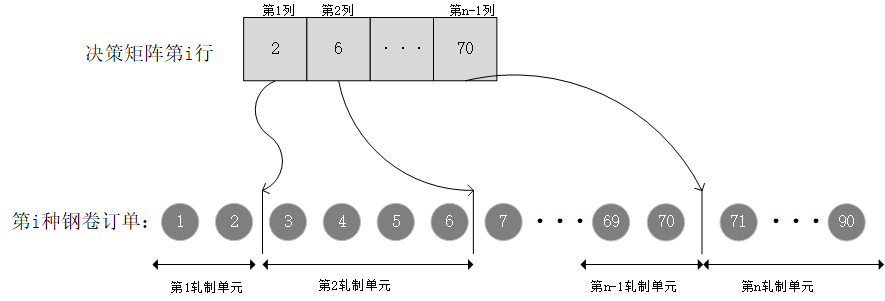 第1列 第2列 第n-1列
决策矩阵第i行 2 6 ··· 70
第i种钢卷订单: 1 2 3 4 5 6 7 ··· 69 70 71 ··· 90
第1轧制单元 第2轧制单元 第n-1轧制单元 第n轧制单元